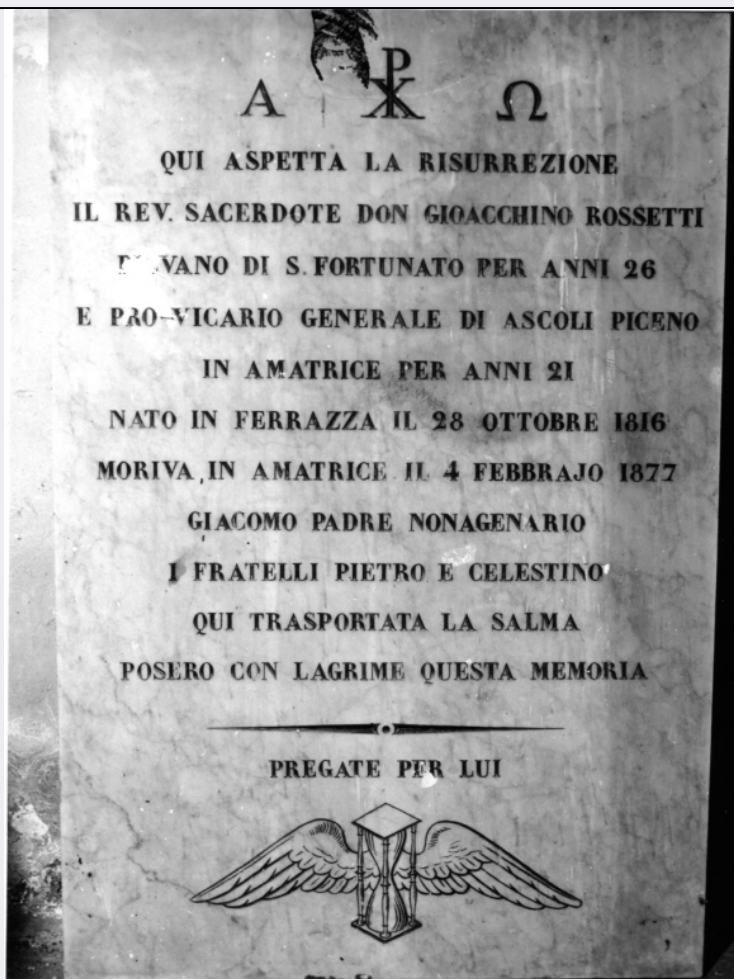 Α ☧ Ω
QUI ASPETTA LA RISURREZIONE
IL REV. SACERDOTE DON GIOACCHINO ROSSETTI
DI S. FORTUNATO PER ANNI 26
E PRO-VICARIO GENERALE DI ASCOLI PICENO
IN AMATRICE PER ANNI 21
NATO IN FERRAZZA IL 28 OTTOBRE 1816
MORIVA IN AMATRICE IL 4 FEBBRAJO 1877
GIACOMO PADRE NONAGENARIO
I FRATELLI PIETRO E CELESTINO
QUI TRASPORTATA LA SALMA
POSERO CON LAGRIME QUESTA MEMORIA
PREGATE PER LUI